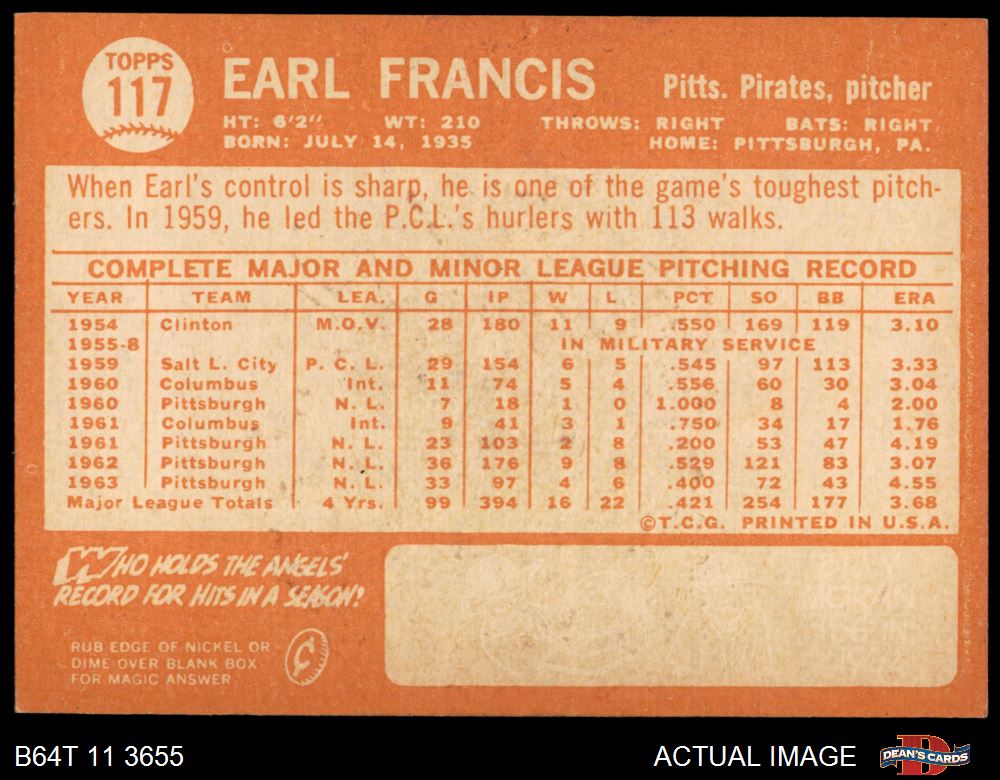 TOPPS
117
EARL FRANCIS
Pitts. Pirates, pitcher
HT: 6'2" WT: 210 THROWS: RIGHT BATS: RIGHT
BORN: JULY 14, 1935 HOME: PITTSBURGH, PA.
When Earl's control is sharp, he is one of the game's toughest pitch-
ers. In 1959, he led the P.C.L.'s hurlers with 113 walks.
COMPLETE MAJOR AND MINOR LEAGUE PITCHING RECORD
YEAR TEAM LEA. G IP W L PCT SO BB ERA
1954 Clinton M.O.V. 28 180 11 9 .550 169 119 3.10
1955-8 IN MILITARY SERVICE
1959 Salt L. City P. C. L. 29 154 6 5 .545 97 113 3.33
1960 Columbus Int. 11 74 5 4 .556 60 30 3.04
1960 Pittsburgh N. L. 7 18 1 0 1.000 8 4 2.00
1961 Columbus Int. 9 41 3 1 .750 34 17 1.76
1961 Pittsburgh N. L. 23 103 2 8 .200 53 47 4.19
1962 Pittsburgh N. L. 36 176 9 8 .529 121 83 3.07
1963 Pittsburgh N. L. 33 97 4 6 .400 72 43 4.55
Major League Totals 4 Yrs. 99 394 16 22 .421 254 177 3.68
©T.C.G. PRINTED IN U.S.A.
WHO HOLDS THE ANGELS'
RECORD FOR HITS IN A SEASON?
RUB EDGE OF NICKEL OR
DIME OVER BLANK BOX
FOR MAGIC ANSWER
B64T 11 3655
ACTUAL IMAGE
DEAN'S CARDS